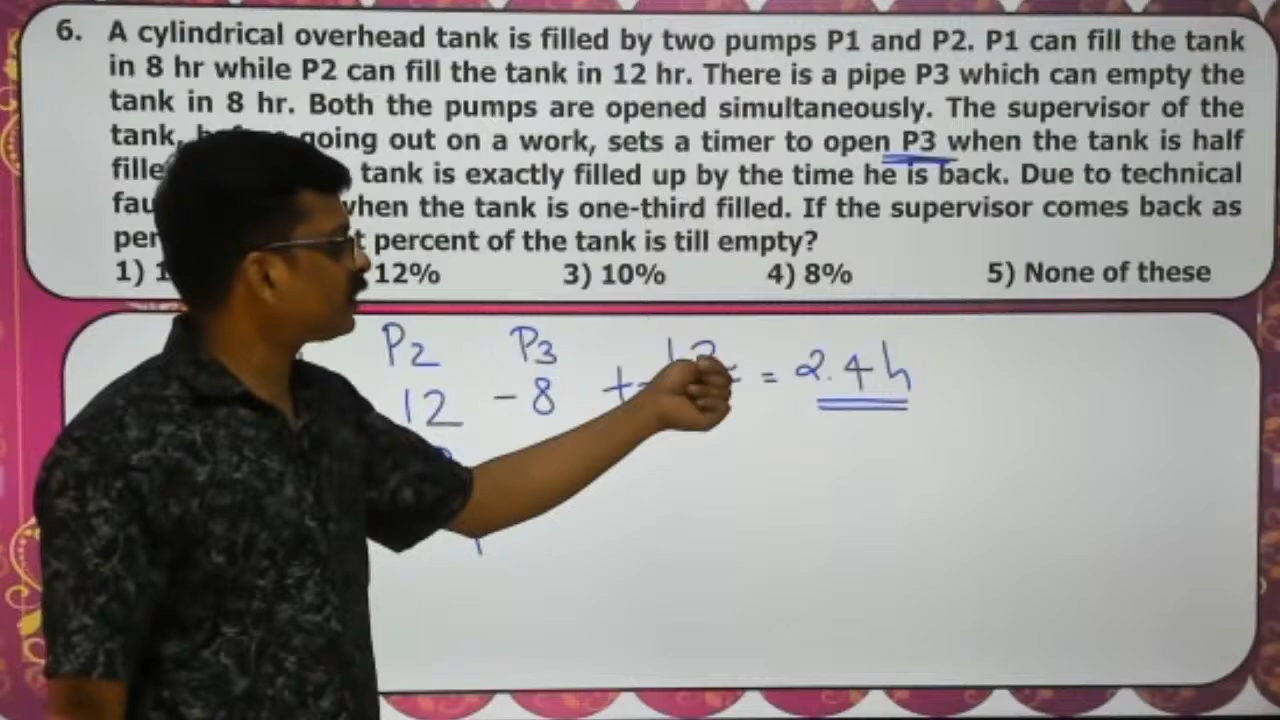 6. A cylindrical overhead tank is filled by two pumps P1 and P2. P1 can fill the tank
in 8 hr while P2 can fill the tank in 12 hr. There is a pipe P3 which can empty the
tank in 8 hr. Both the pumps are opened simultaneously. The supervisor of the
tank, going out on a work, sets a timer to open P3 when the tank is half
tank is exactly filled up by the time he is back. Due to technical
when the tank is one-third filled. If the supervisor comes back as
percent of the tank is till empty?
1) 12% 3) 10% 4) 8% 5) None of these
P2 P3
12 - 8 = 2.4 h